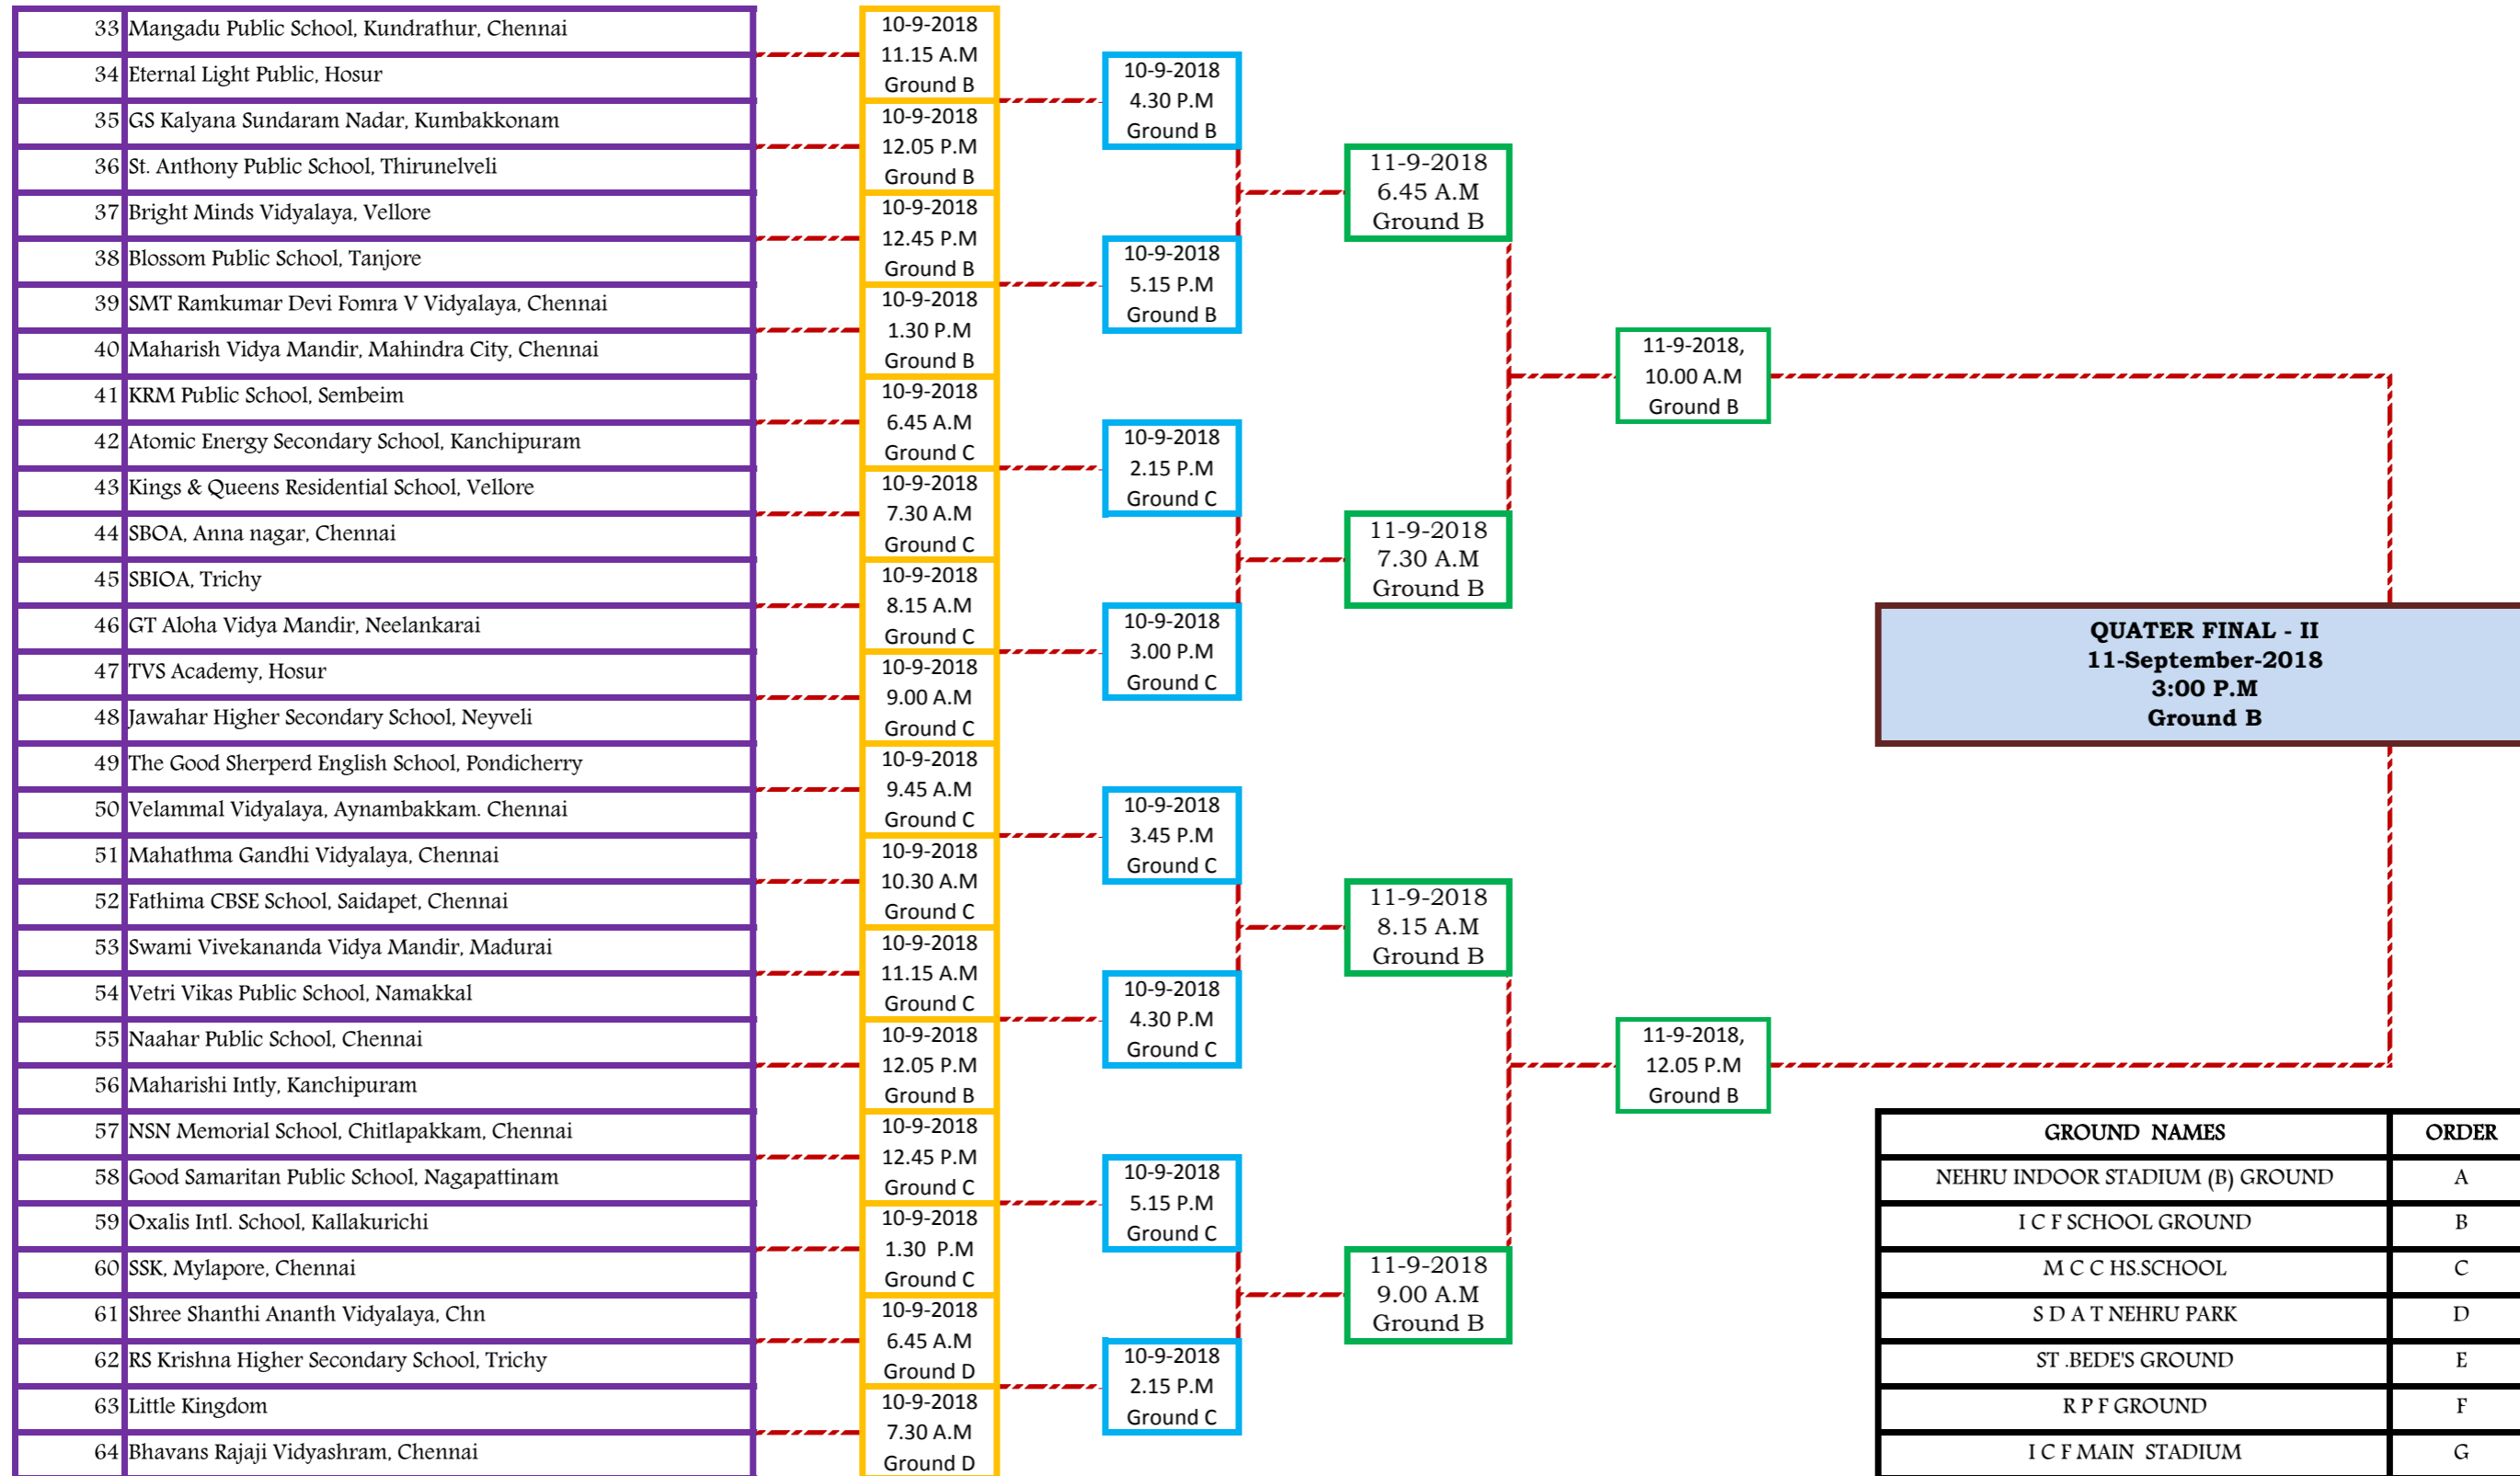 33 Mangadu Public School, Kundrathur, Chennai
34 Eternal Light Public, Hosur
35 GS Kalyana Sundaram Nadar, Kumbakkonam
36 St. Anthony Public School, Thirunelveli
37 Bright Minds Vidyalaya, Vellore
38 Blossom Public School, Tanjore
39 SMT Ramkumar Devi Fomra V Vidyalaya, Chennai
40 Maharish Vidya Mandir, Mahindra City, Chennai
41 KRM Public School, Sembeim
42 Atomic Energy Secondary School, Kanchipuram
43 Kings & Queens Residential School, Vellore
44 SBOA, Anna nagar, Chennai
45 SBIOA, Trichy
46 GT Aloha Vidya Mandir, Neelankarai
47 TVS Academy, Hosur
48 Jawahar Higher Secondary School, Neyveli
49 The Good Sherperd English School, Pondicherry
50 Velammal Vidyalaya, Aynambakkam. Chennai
51 Mahathma Gandhi Vidyalaya, Chennai
52 Fathima CBSE School, Saidapet, Chennai
53 Swami Vivekananda Vidya Mandir, Madurai
54 Vetri Vikas Public School, Namakkal
55 Naahar Public School, Chennai
56 Maharishi Intly, Kanchipuram
57 NSN Memorial School, Chitlapakkam, Chennai
58 Good Samaritan Public School, Nagapattinam
59 Oxalis Intl. School, Kallakurichi
60 SSK, Mylapore, Chennai
61 Shree Shanthi Ananth Vidyalaya, Chn
62 RS Krishna Higher Secondary School, Trichy
63 Little Kingdom
64 Bhavans Rajaji Vidyashram, Chennai
10-9-2018
11.15 A.M
Ground B
10-9-2018
12.05 P.M
Ground B
10-9-2018
12.45 P.M
Ground B
10-9-2018
1.30 P.M
Ground B
10-9-2018
6.45 A.M
Ground C
10-9-2018
7.30 A.M
Ground C
10-9-2018
8.15 A.M
Ground C
10-9-2018
9.00 A.M
Ground C
10-9-2018
9.45 A.M
Ground C
10-9-2018
10.30 A.M
Ground C
10-9-2018
11.15 A.M
Ground C
10-9-2018
12.05 P.M
Ground B
10-9-2018
12.45 P.M
Ground C
10-9-2018
1.30 P.M
Ground C
10-9-2018
6.45 A.M
Ground D
10-9-2018
7.30 A.M
Ground D
10-9-2018
4.30 P.M
Ground B
10-9-2018
5.15 P.M
Ground B
10-9-2018
2.15 P.M
Ground C
10-9-2018
3.00 P.M
Ground C
10-9-2018
3.45 P.M
Ground C
10-9-2018
4.30 P.M
Ground C
10-9-2018
5.15 P.M
Ground C
10-9-2018
2.15 P.M
Ground C
11-9-2018
6.45 A.M
Ground B
11-9-2018
7.30 A.M
Ground B
11-9-2018
8.15 A.M
Ground B
11-9-2018
9.00 A.M
Ground B
11-9-2018,
10.00 A.M
Ground B
11-9-2018,
12.05 P.M
Ground B
QUATER FINAL - II
11-September-2018
3:00 P.M
Ground B
GROUND NAMES ORDER
NEHRU INDOOR STADIUM (B) GROUND A
I C F SCHOOL GROUND B
M C C HS.SCHOOL C
S D A T NEHRU PARK D
ST .BEDE'S GROUND E
R P F GROUND F
I C F MAIN STADIUM G